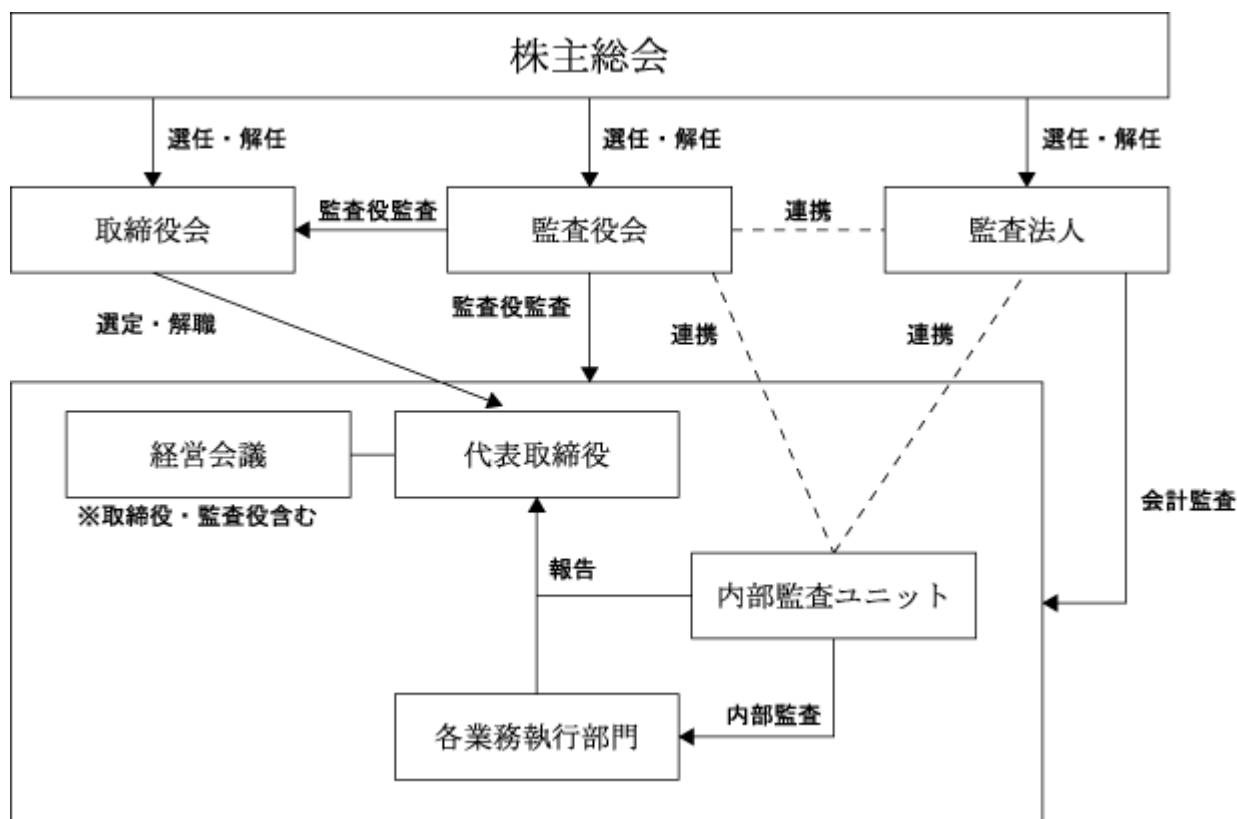 株主総会
選任・解任
選任・解任
選任・解任
取締役会
監査役監査
監査役会
連携
監査法人
選定・解職
監査役監査
連携
連携
経営会議
代表取締役
※取締役・監査役含む
会計監査
報告
内部監査ユニット
各業務執行部門
内部監査